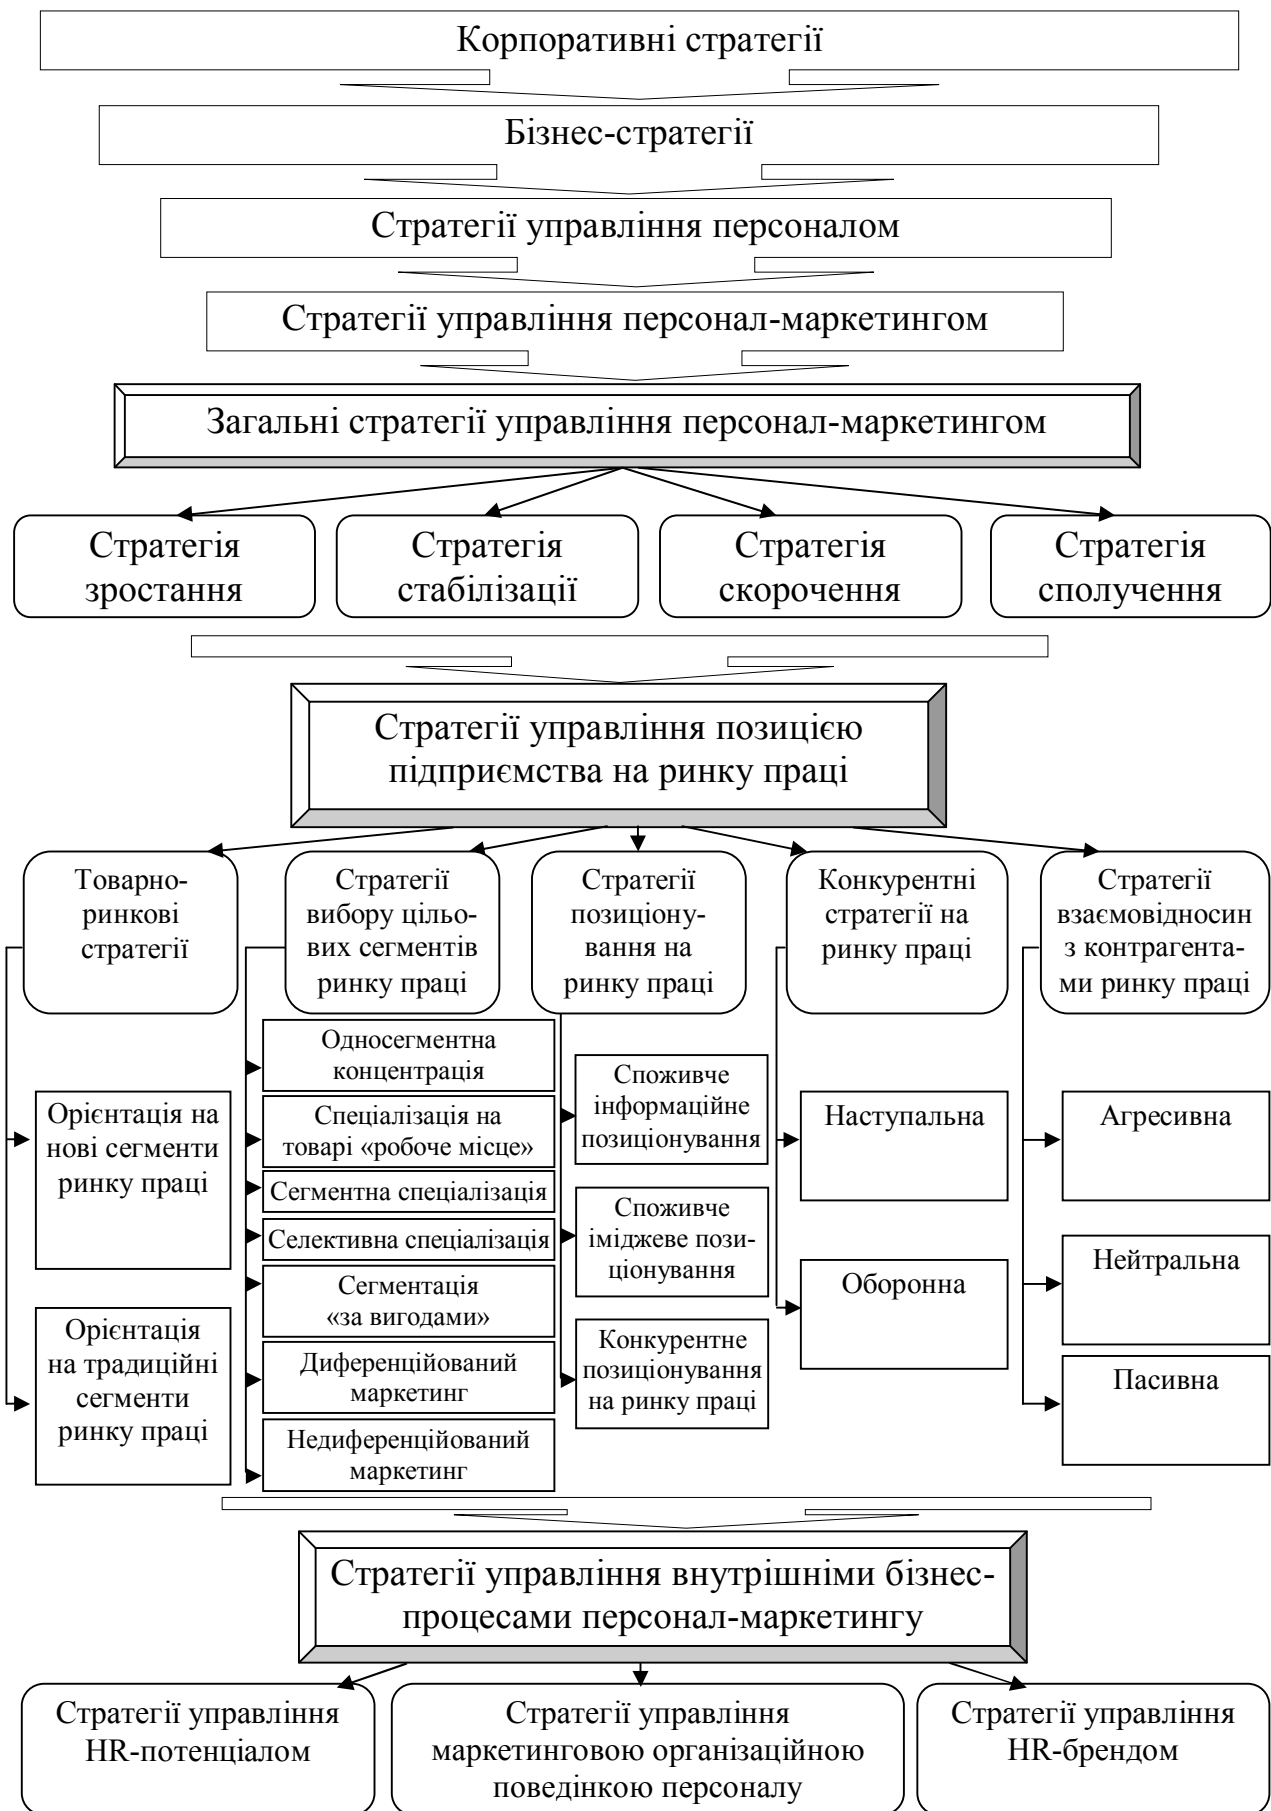 Корпоративні стратегії
Бізнес-стратегії
Стратегії управління персоналом
Стратегії управління персонал-маркетингом
Загальні стратегії управління персонал-маркетингом
Стратегія
зростання
Стратегія
стабілізації
Стратегія
скорочення
Стратегія
сполучення
Стратегії управління позицією
підприємства на ринку праці
Товарно-
ринкові
стратегії
Стратегії
вибору цільо-
вих сегментів
ринку праці
Стратегії
позиціону-
вання на
ринку праці
Конкурентні
стратегії на
ринку праці
Стратегії
взаємовідносин
з контрагента-
ми ринку праці
Орієнтація на
нові сегменти
ринку праці
Орієнтація
на традиційні
сегменти
ринку праці
Односегментна
концентрація
Спеціалізація на
товарі «робоче місце»
Сегментна спеціалізація
Селективна спеціалізація
Сегментація
«за вигодами»
Диференційований
маркетинг
Недиференційований
маркетинг
Споживче
інформаційне
позиціонування
Споживче
іміджеве пози-
ціонування
Конкурентне
позиціонування
на ринку праці
Наступальна
Оборонна
Агресивна
Нейтральна
Пасивна
Стратегії управління внутрішніми бізнес-
процесами персонал-маркетингу
Стратегії управління
HR-потенціалом
Стратегії управління
маркетинговою організаційною
поведінкою персоналу
Стратегії управління
HR-брендом